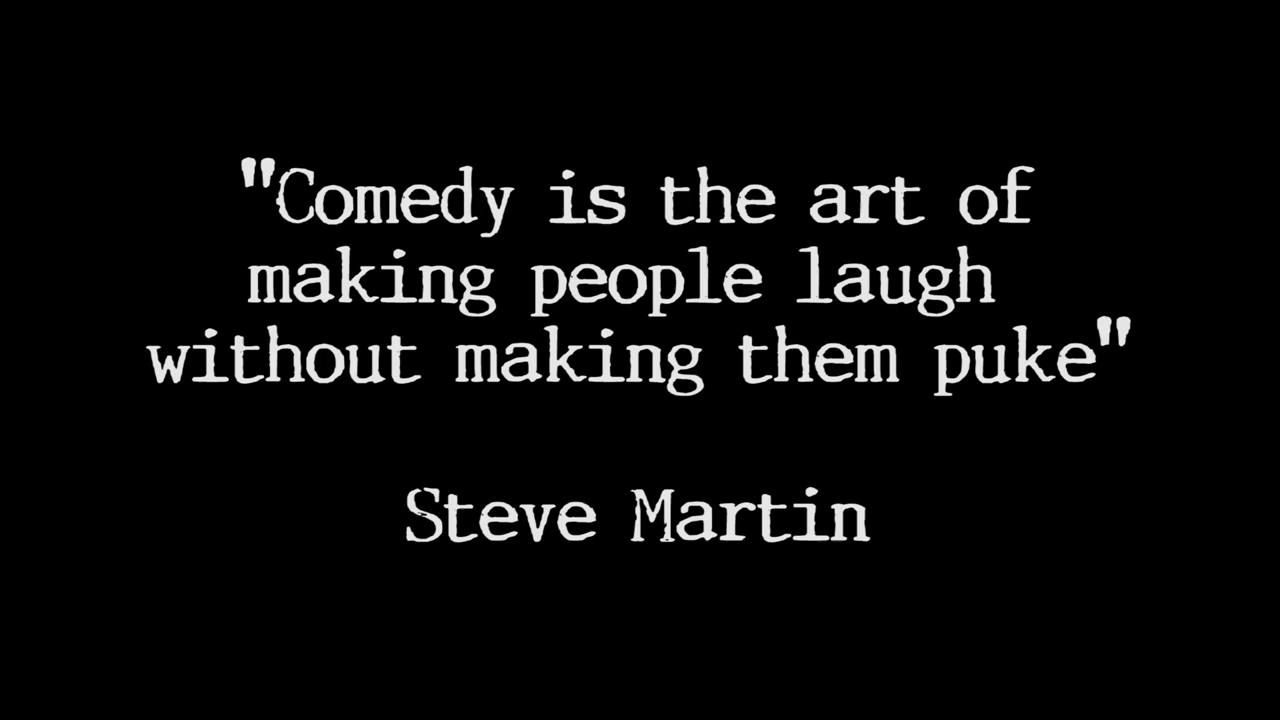 "Comedy is the art of
making people laugh
without making them puke"
Steve Martin